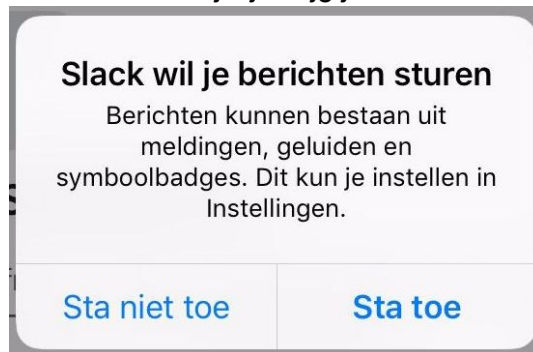 Slack wil je berichten sturen
Berichten kunnen bestaan uit
meldingen, geluiden en
symboolbadges. Dit kun je instellen in
Instellingen.
Sta niet toe
Sta toe